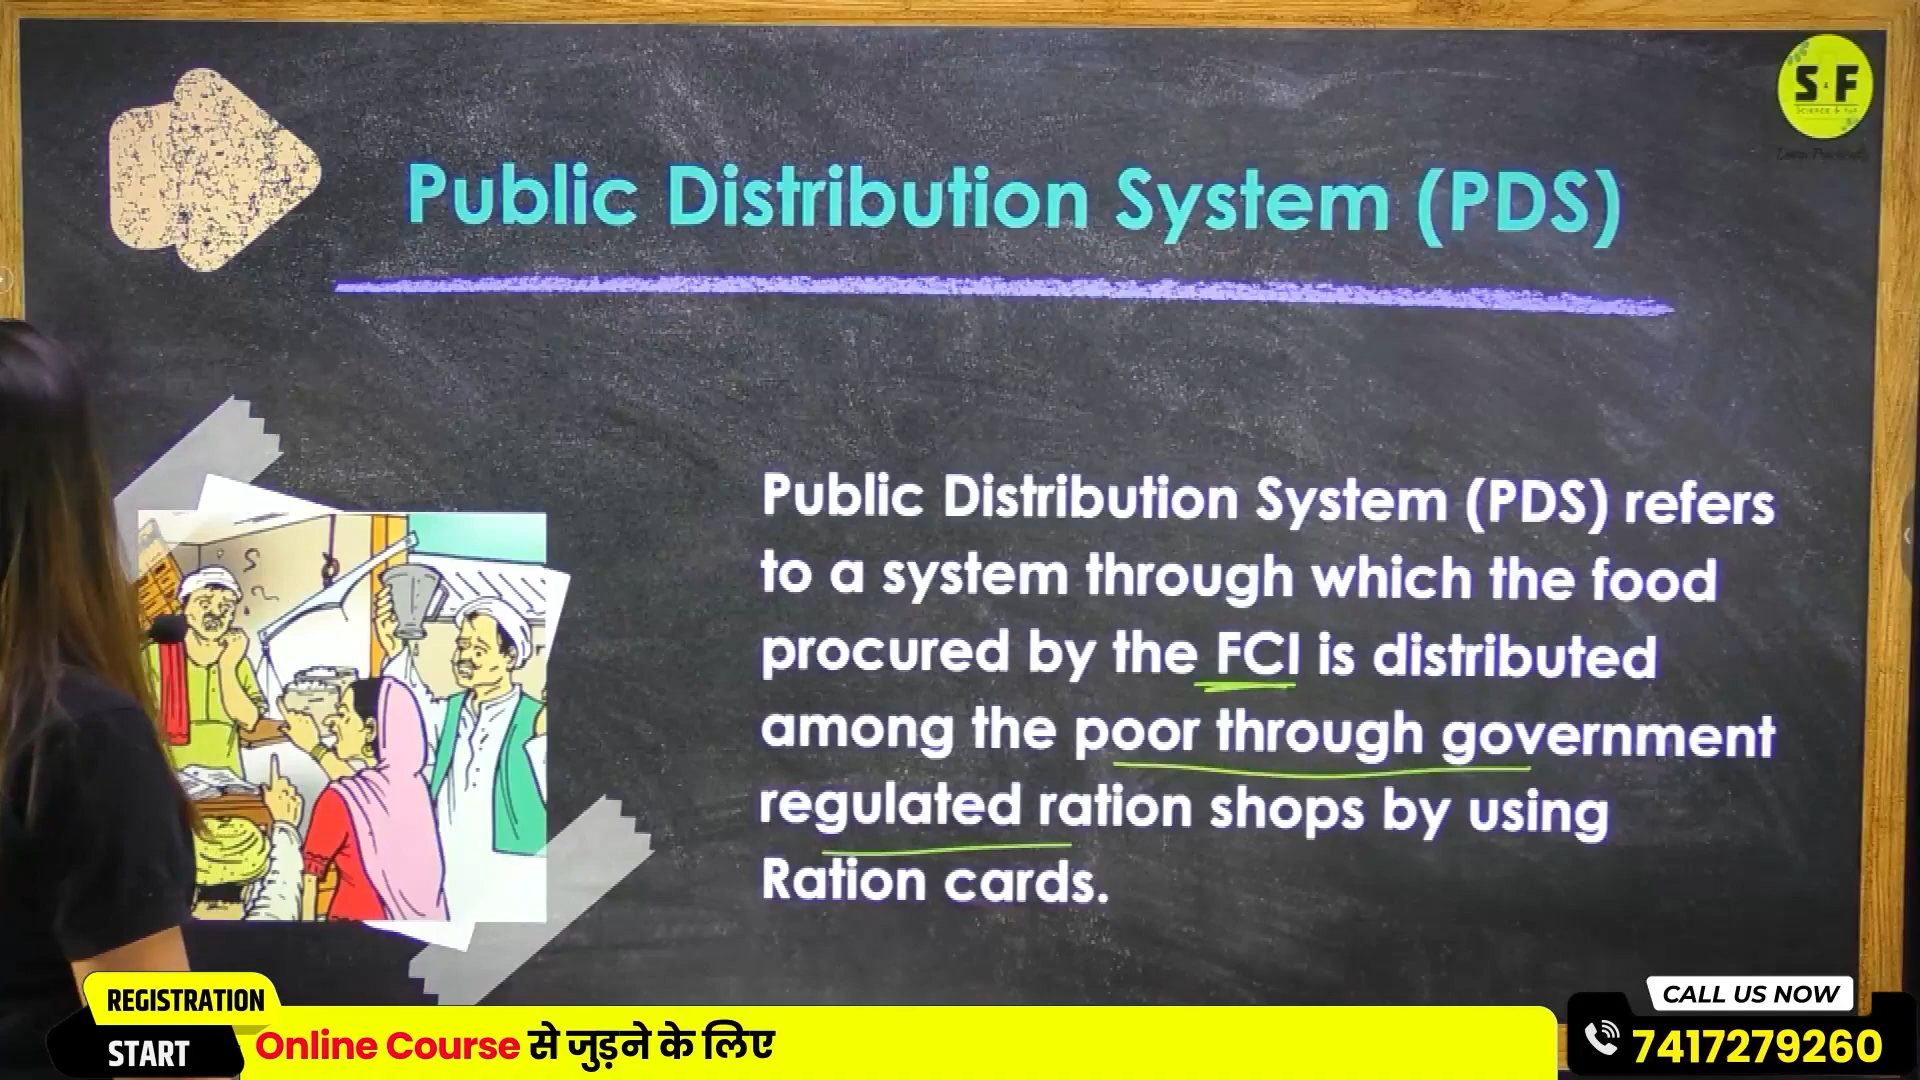 S F
Science & Fun
Public Distribution System (PDS)
Public Distribution System (PDS) refers
to a system through which the food
procured by the FCI is distributed
among the poor through government
regulated ration shops by using
Ration cards.
REGISTRATION
START
Online Course से जुड़ने के लिए
CALL US NOW
7417279260